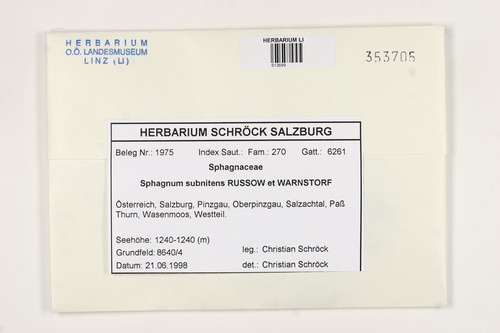 HERBARIUM
O.Ö. LANDESMUSEUM
LINZ (LI)
HERBARIUM LI
353705
HERBARIUM SCHRÖCK SALZBURG
Beleg Nr.: 1975 Index Saut.: Fam.: 270 Gatt.: 6261
Sphagnaceae
Sphagnum subnitens RUSSOW et WARNSTORF
Österreich, Salzburg, Pinzgau, Oberpinzgau, Salzachtal, Paß
Thurn, Wasenmoos, Westteil.
Seehöhe: 1240-1240 (m)
Grundfeld: 8640/4 leg.: Christian Schröck
Datum: 21.06.1998 det.: Christian Schröck